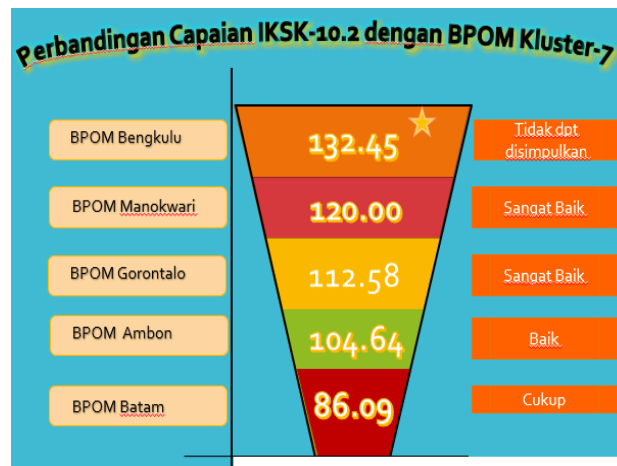 Perbandingan Capaian IKSK-10.2 dengan BPOM Kluster-7
BPOM Bengkulu
132.45
Tidak dpt
disimpulkan
BPOM Manokwari
120.00
Sangat Baik
BPOM Gorontalo
112.58
Sangat Baik
BPOM Ambon
104.64
Baik
BPOM Batam
86.09
Cukup